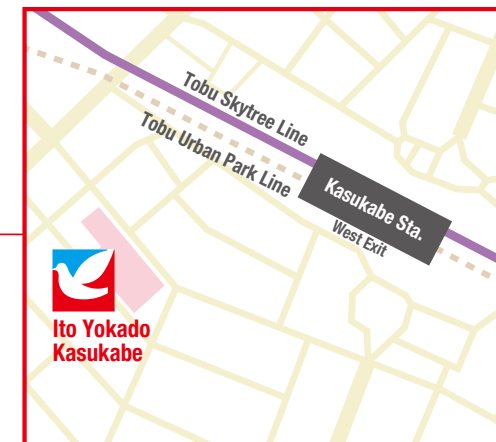 Tobu Skytree Line
Tobu Urban Park Line
Kasukabe Sta.
West Exit
Ito Yokado
Kasukabe